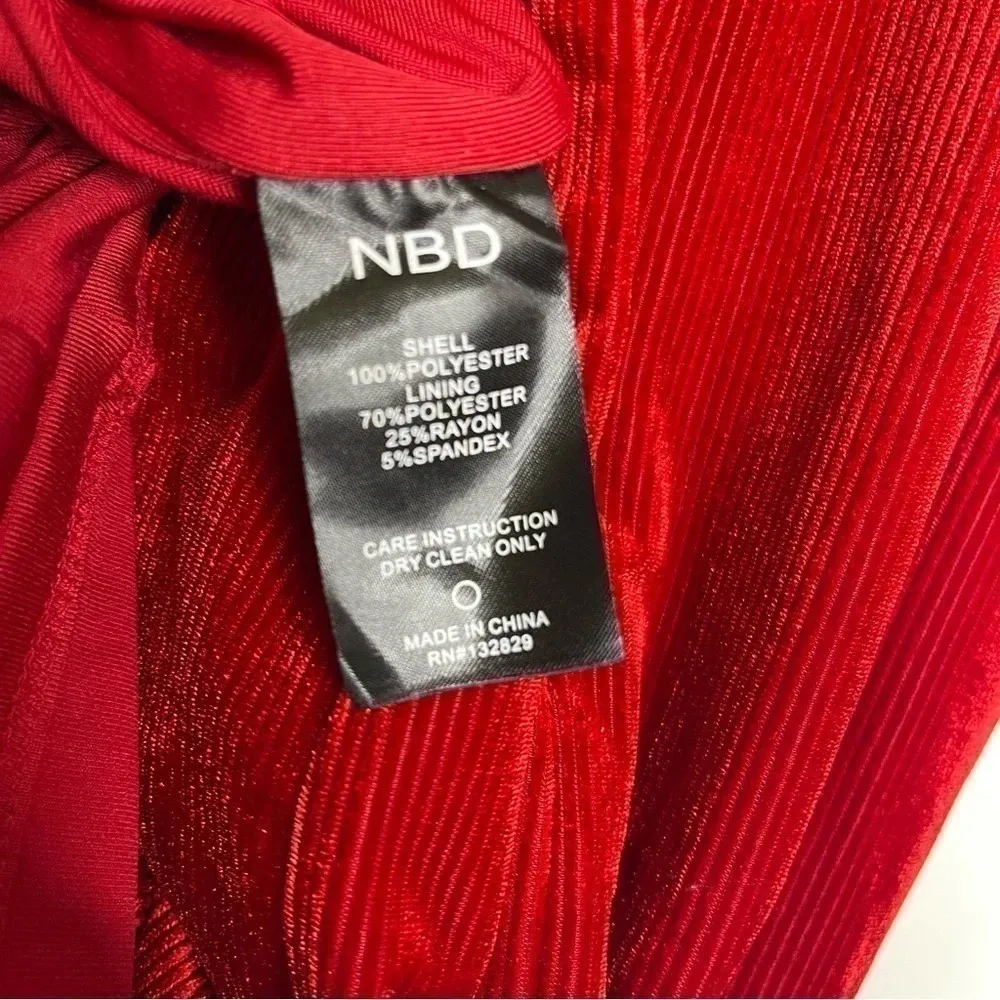 NBD
SHELL
100%POLYESTER
LINING
70%POLYESTER
25%RAYON
5%SPANDEX
CARE INSTRUCTION
DRY CLEAN ONLY
MADE IN CHINA
RN#132829